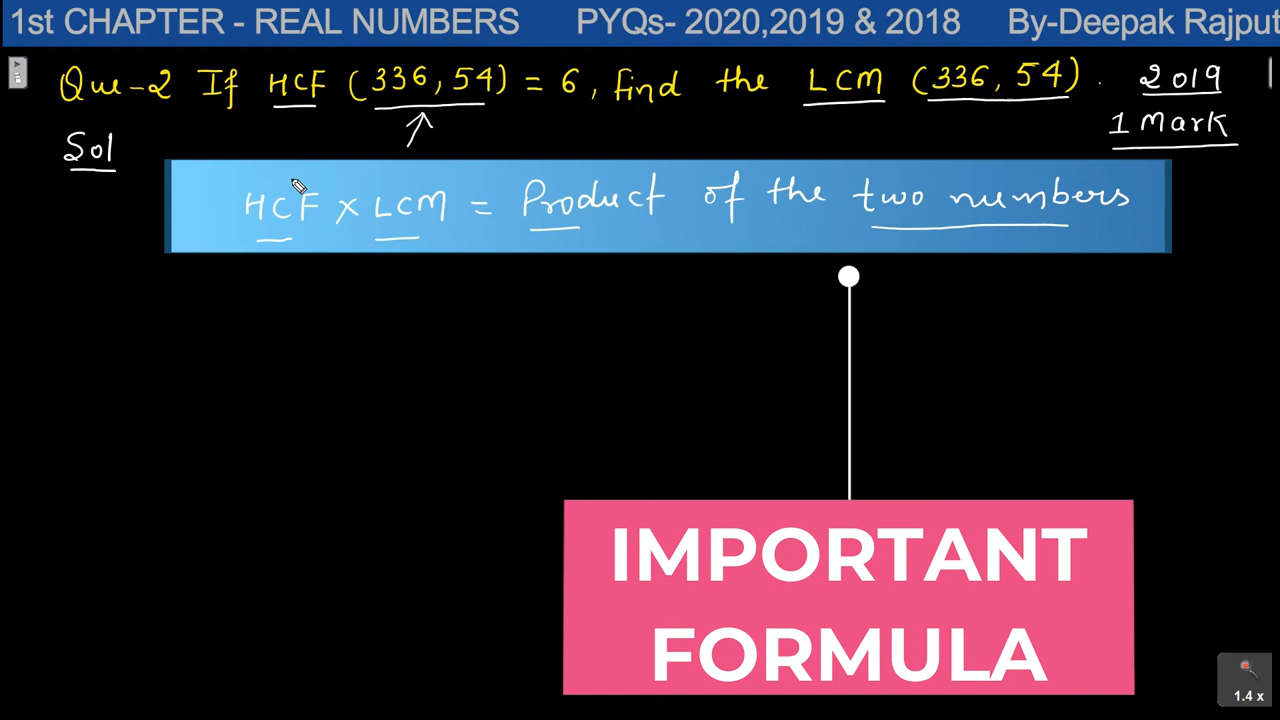 1st CHAPTER - REAL NUMBERS PYQs- 2020,2019 & 2018 By-Deepak Rajput
Que-2 If HCF (336, 54) = 6, find the LCM (336, 54). 2019
1 Mark
Sol
HCF x LCM = Product of the two numbers
IMPORTANT
FORMULA
1.4 x